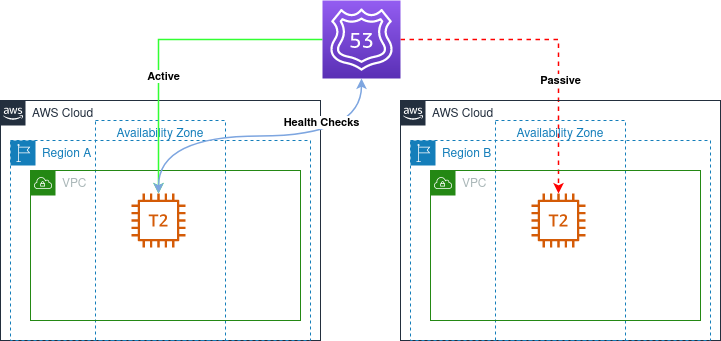 53
Active
Passive
aws
AWS Cloud
aws
AWS Cloud
Health Checks
Availability Zone
Availability Zone
Region A
Region B
VPC
VPC
T2
T2